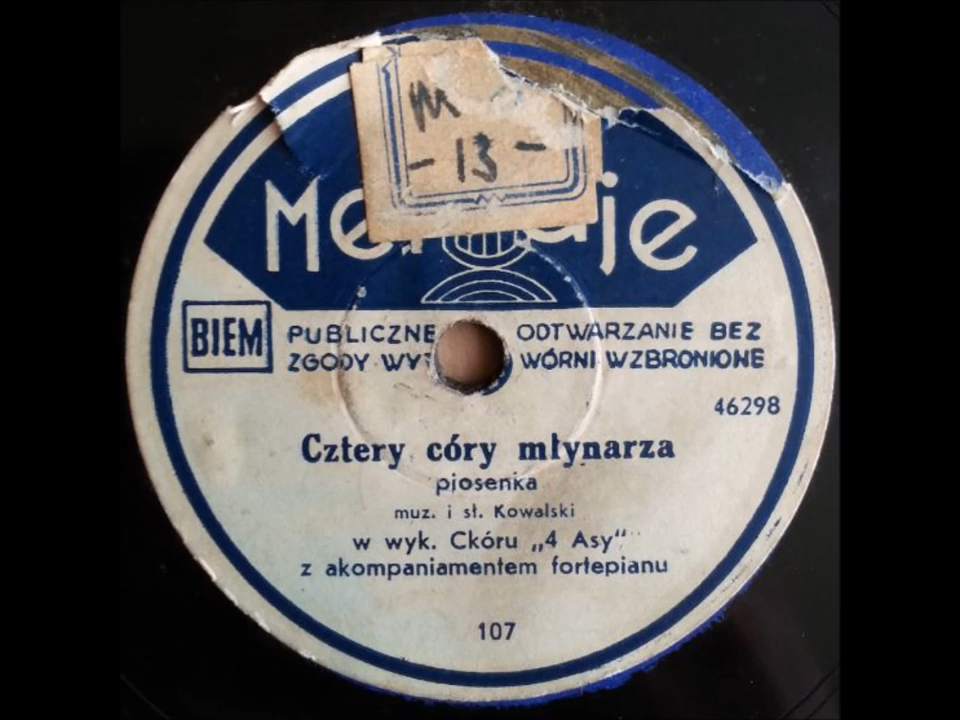 M
M
- 13 -
BIEM
PUBLICZNE ODTWARZANIE BEZ
ZGODY WY WÓRNI WZBRONIONE
46298
Cztery córy młynarza
piosenka
muz. i sł. Kowalski
w wyk. Ckóru „4 Asy"
z akompaniamentem fortepianu
107